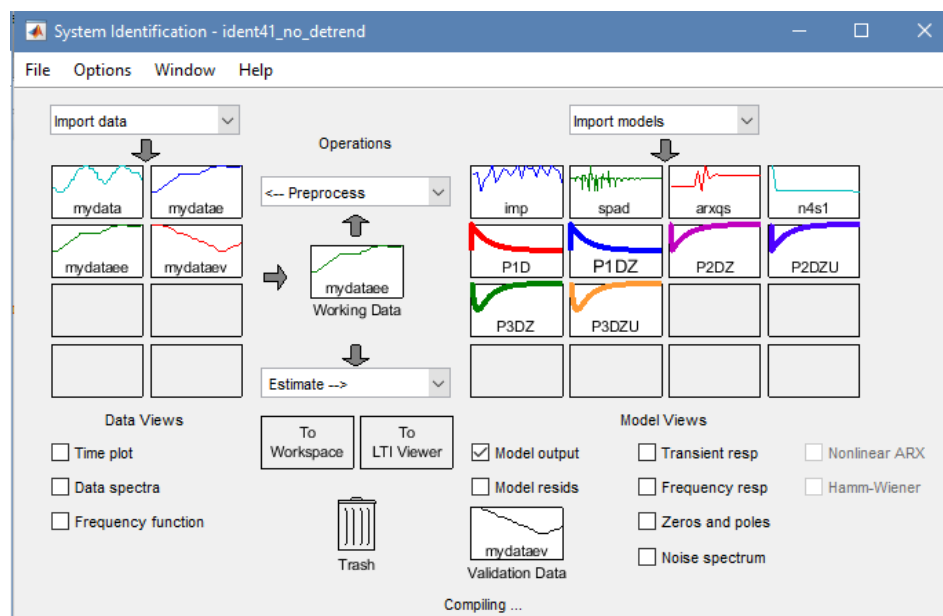 System Identification - ident41_no_detrend
File Options Window Help
Import data
Import models
Operations
mydata mydatae
<-- Preprocess
imp spad arxqs n4s1
mydataee mydataev
mydataee
Working Data
P1D P1DZ P2DZ P2DZU
P3DZ P3DZU
Estimate -->
Data Views
Model Views
To Workspace
To LTI Viewer
Time plot
Data spectra
Frequency function
Model output
Model resids
Transient resp
Frequency resp
Zeros and poles
Noise spectrum
Nonlinear ARX
Hamm-Wiener
Trash
mydataev
Validation Data
Compiling ...